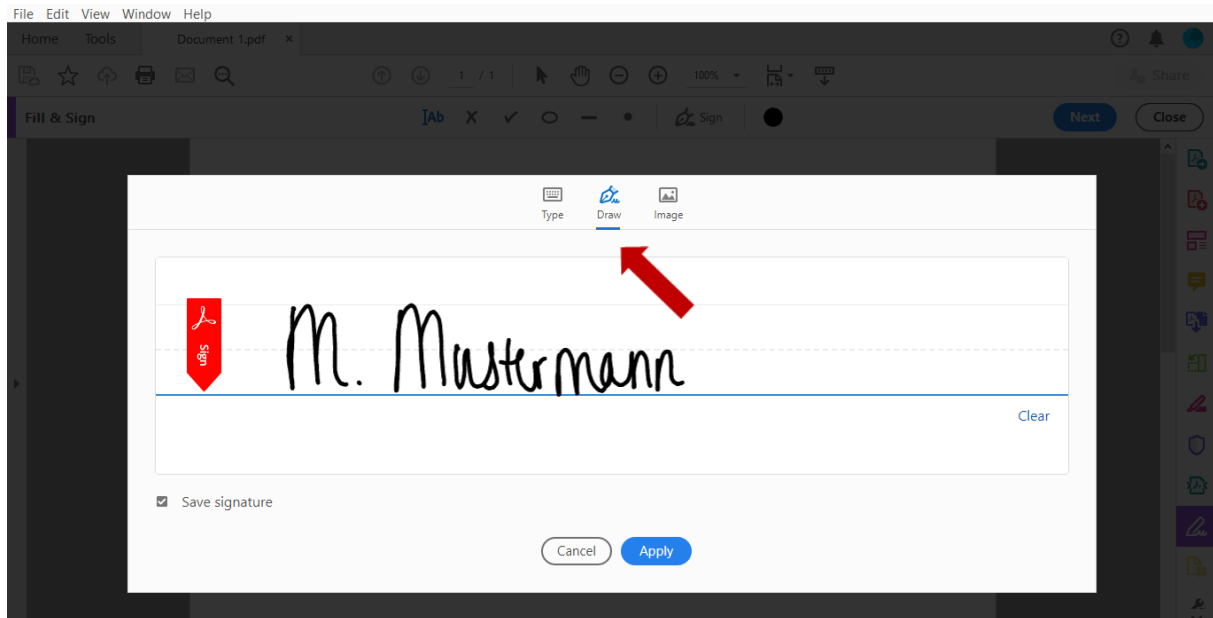 File Edit View Window Help
Home Tools Document 1.pdf ×
1 / 1 100% Share
Fill & Sign Ab Sign Next Close
Type Draw Image
Sign
M. Mustermann
Clear
Save signature
Cancel Apply